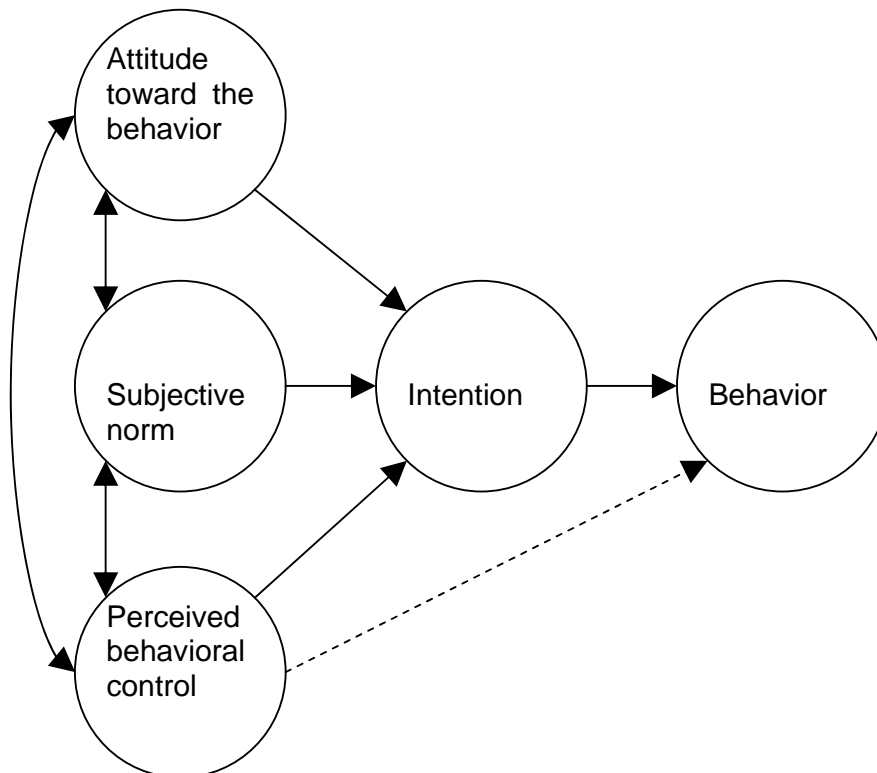 Attitude
toward the
behavior
Subjective
norm
Intention
Behavior
Perceived
behavioral
control